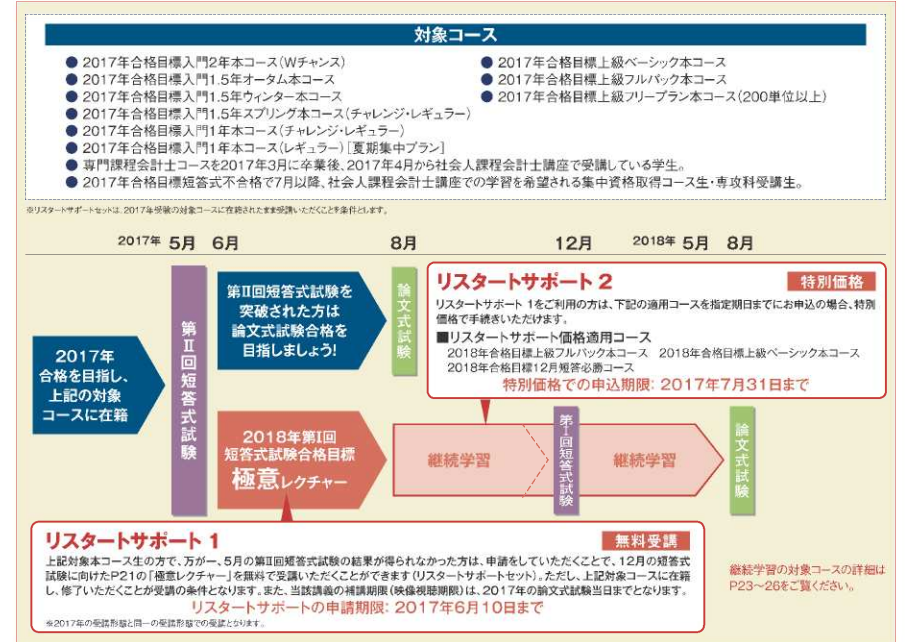 対象コース
● 2017年合格目標入門2年本コース(Wチャンス)
● 2017年合格目標入門1.5年オータム本コース
● 2017年合格目標入門1.5年ウィンター本コース
● 2017年合格目標入門1.5年スプリング本コース(チャレンジ・レギュラー)
● 2017年合格目標入門1年本コース(チャレンジ・レギュラー)
● 2017年合格目標入門1年本コース(レギュラー)[夏期集中プラン]
● 専門課程会計士コースを2017年3月に卒業後、2017年4月から社会人課程会計士講座で受講している学生。
● 2017年合格目標短答式不合格で7月以降、社会人課程会計士講座での学習を希望される集中資格取得コース生・専攻科受講生。
● 2017年合格目標上級ベーシック本コース
● 2017年合格目標上級フルパック本コース
● 2017年合格目標上級フリープラン本コース(200単位以上)
※リスタートサポートセットは、2017年受験の対象コースに在籍されたまま受講いただくことを条件とします。
2017年 5月 6月 8月 12月 2018年 5月 8月
2017年
合格を目指し、
上記の対象
コースに在籍
第Ⅱ回短答式試験
第Ⅱ回短答式試験を
突破された方は
論文式試験合格を
目指しましょう!
論文式試験
リスタートサポート 2
特別価格
リスタートサポート 1をご利用の方は、下記の適用コースを指定期日までにお申込の場合、特別
価格で手続きいただけます。
■リスタートサポート価格適用コース
2018年合格目標上級フルパック本コース 2018年合格目標上級ベーシック本コース
2018年合格目標12月短答必勝コース
特別価格での申込期限: 2017年7月31日まで
2018年第Ⅰ回
短答式試験合格目標
極意レクチャー
継続学習
第Ⅰ回短答式試験
継続学習
論文式試験
リスタートサポート 1
無料受講
上記対象本コース生の方で、万が一、5月の第Ⅱ回短答式試験の結果が得られなかった方は、申請をしていただくことで、12月の短答式
試験に向けたP21の「極意レクチャー」を無料で受講いただくことができます(リスタートサポートセット)。ただし、上記対象コースに在籍
し、修了いただくことが受講の条件となります。また、当該講義の補講期限(映像視聴期限)は、2017年の論文式試験当日までとなります。
リスタートサポートの申請期限: 2017年6月10日まで
※2017年の受講形態と同一の受講形態での受講となります。
継続学習の対象コースの詳細は
P23〜26をご覧ください。